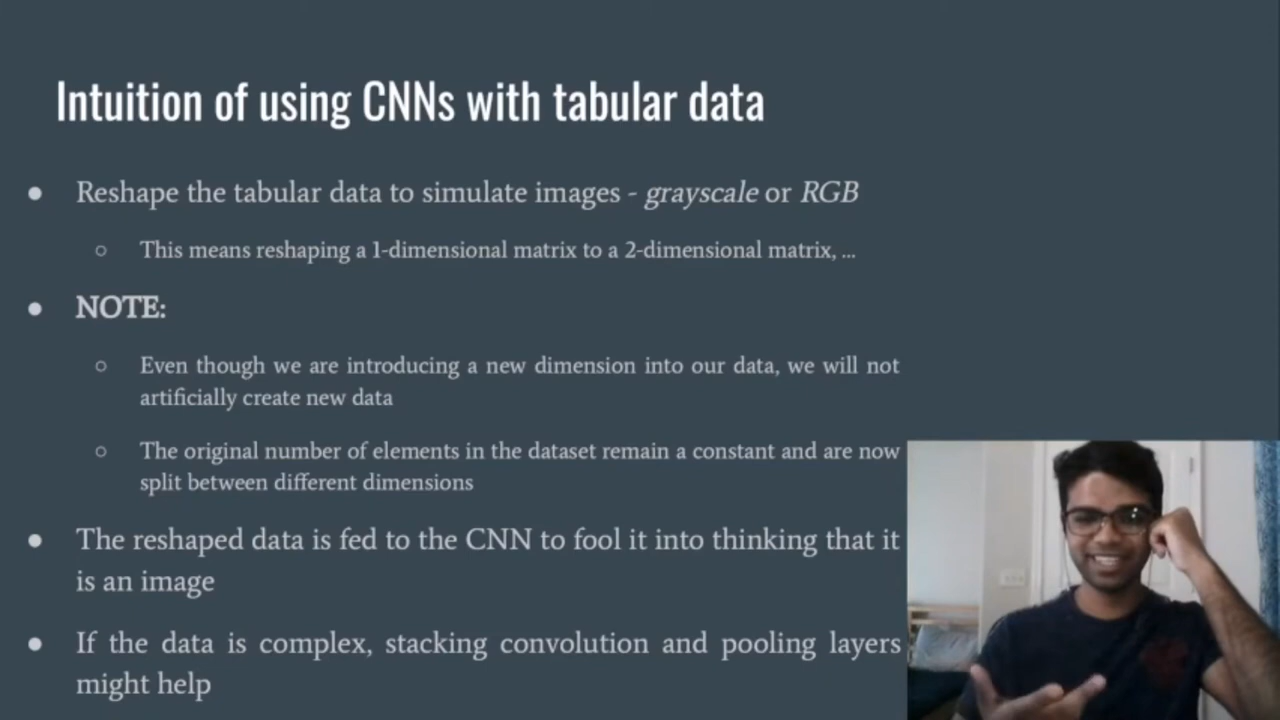 Intuition of using CNNs with tabular data
● Reshape the tabular data to simulate images - grayscale or RGB
○ This means reshaping a 1-dimensional matrix to a 2-dimensional matrix, ...
● NOTE:
○ Even though we are introducing a new dimension into our data, we will not
artificially create new data
○ The original number of elements in the dataset remain a constant and are now
split between different dimensions
● The reshaped data is fed to the CNN to fool it into thinking that it
is an image
● If the data is complex, stacking convolution and pooling layers
might help